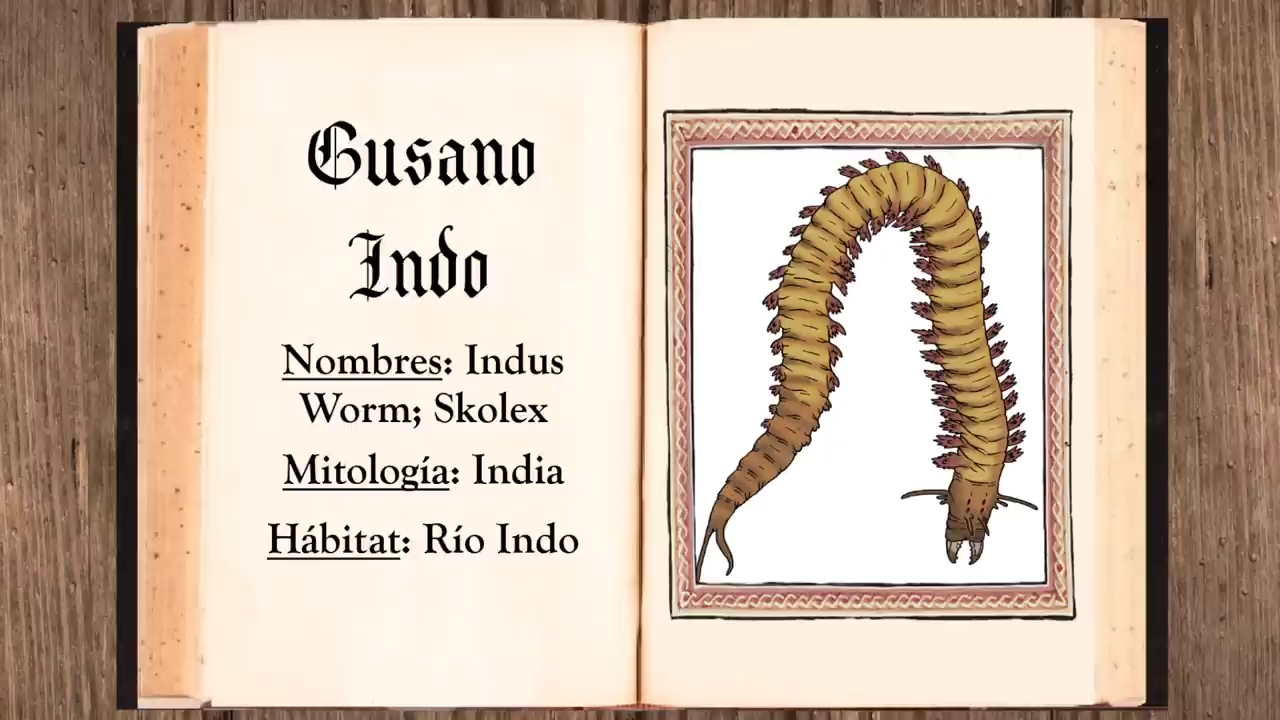 Gusano
Indo
Nombres: Indus
Worm; Skolex
Mitología: India
Hábitat: Río Indo